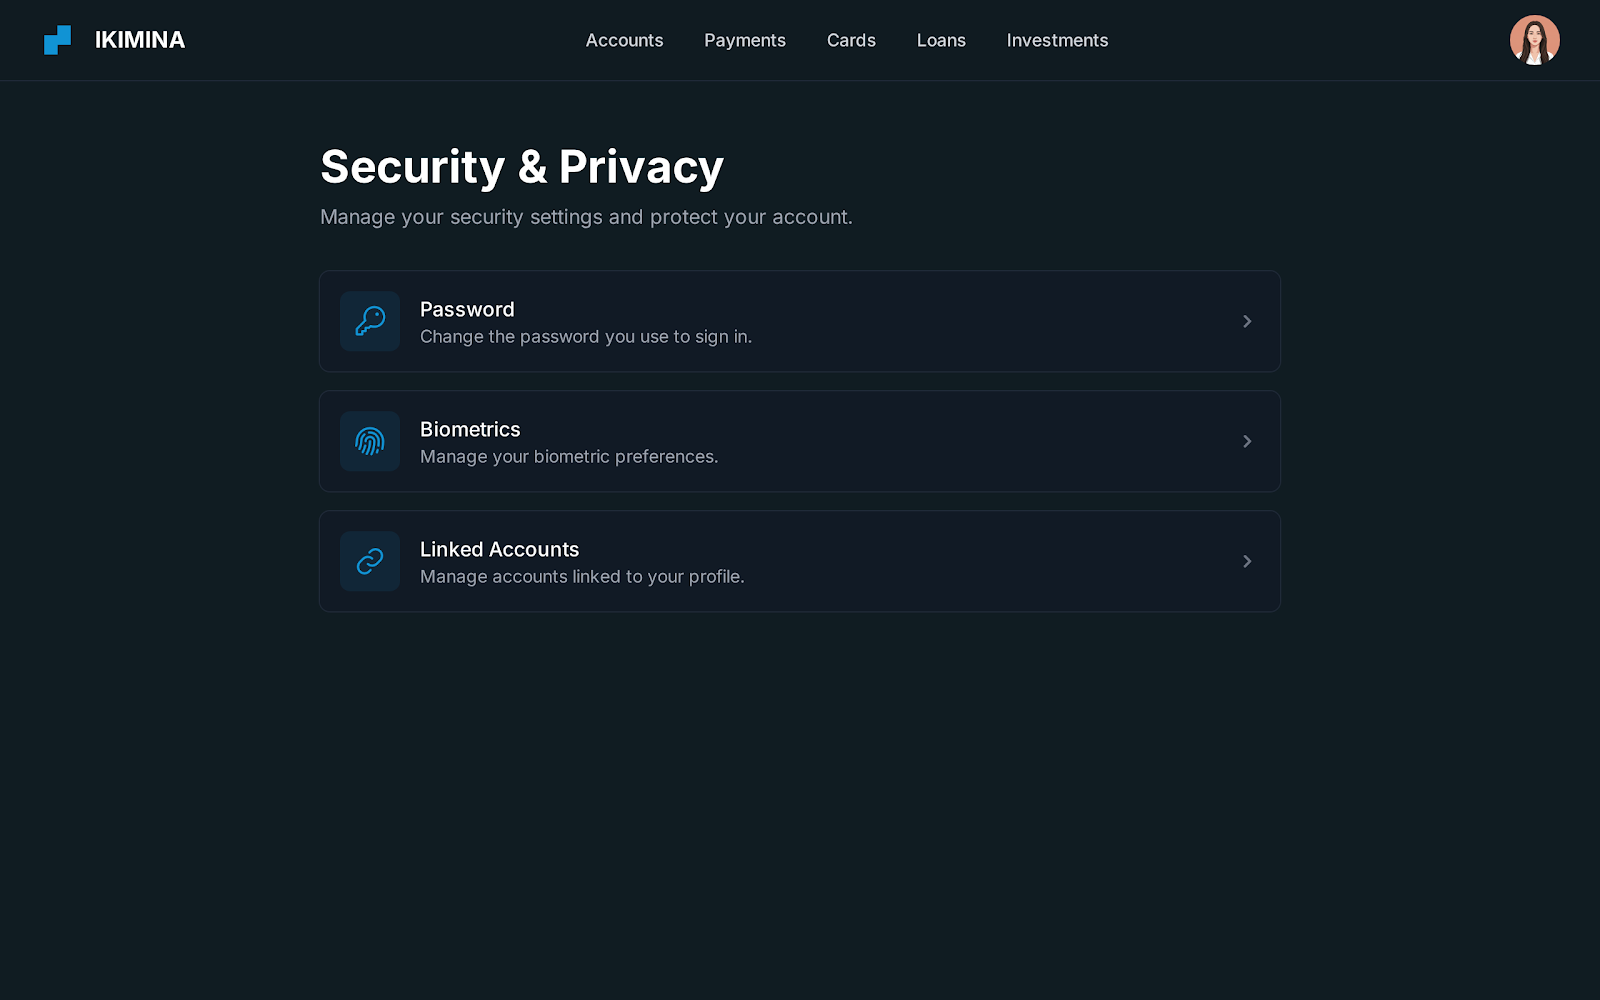 IKIMINA
Accounts
Payments
Cards
Loans
Investments
Security & Privacy
Manage your security settings and protect your account.
Password
Change the password you use to sign in.
Biometrics
Manage your biometric preferences.
Linked Accounts
Manage accounts linked to your profile.